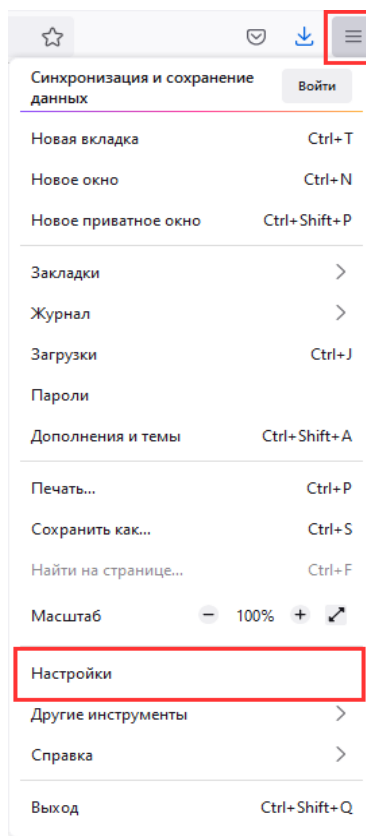 Синхронизация и сохранение
данных
Войти
Новая вкладка Ctrl+T
Новое окно Ctrl+N
Новое приватное окно Ctrl+Shift+P
Закладки
Журнал
Загрузки Ctrl+J
Пароли
Дополнения и темы Ctrl+Shift+A
Печать... Ctrl+P
Сохранить как... Ctrl+S
Найти на странице... Ctrl+F
Масштаб − 100% +
Настройки
Другие инструменты
Справка
Выход Ctrl+Shift+Q